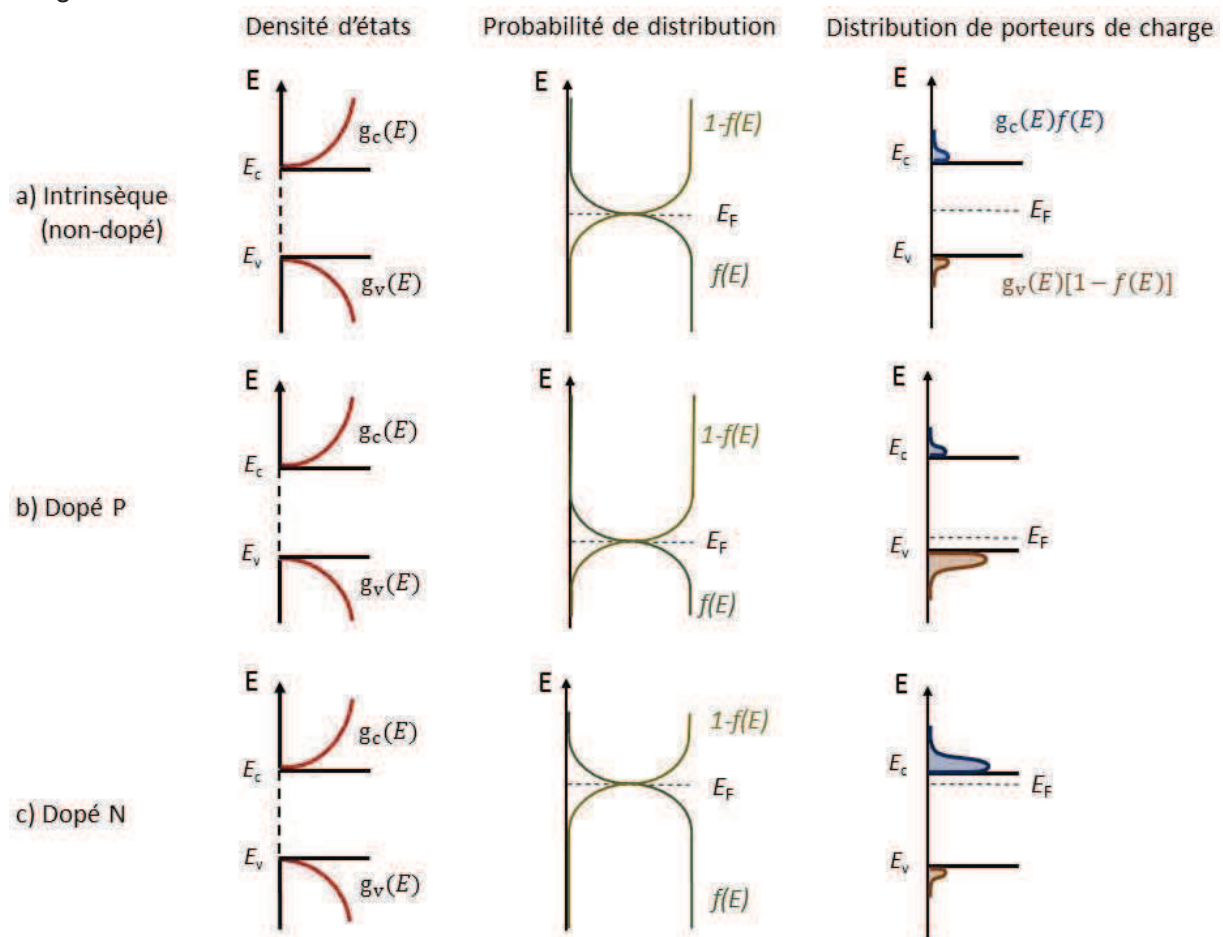 Densité d'états Probabilité de distribution Distribution de porteurs de charge
a) Intrinsèque
(non-dopé)
E
g_c(E)
E_c
E_v
g_v(E)
E
1-f(E)
E_F
f(E)
E
g_c(E)f(E)
E_c
E_F
E_v
g_v(E)[1 − f(E)]
b) Dopé P
E
g_c(E)
E_c
E_v
g_v(E)
E
1-f(E)
E_F
f(E)
E
E_c
E_F
E_v
c) Dopé N
E
g_c(E)
E_c
E_v
g_v(E)
E
1-f(E)
E_F
f(E)
E
E_c
E_F
E_v